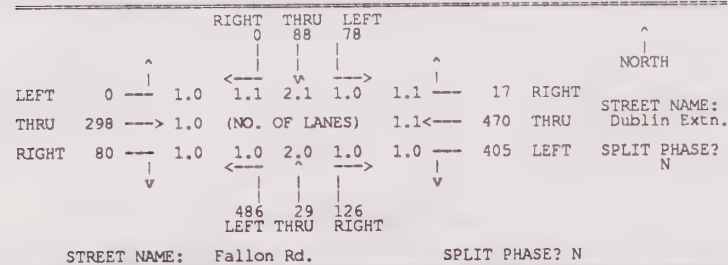 RIGHT THRU LEFT
0 88 78
^ | | | ^ ^
| | | | | |
| <--- v ---> | NORTH
LEFT 0 --- 1.0 1.1 2.1 1.0 1.1 --- 17 RIGHT
STREET NAME:
THRU 298 ---> 1.0 (NO. OF LANES) 1.1<--- 470 THRU Dublin Extn.
RIGHT 80 --- 1.0 1.0 2.0 1.0 1.0 --- 405 LEFT SPLIT PHASE?
| <--- ^ ---> | N
v | | | v
486 29 126
LEFT THRU RIGHT
STREET NAME: Fallon Rd. SPLIT PHASE? N